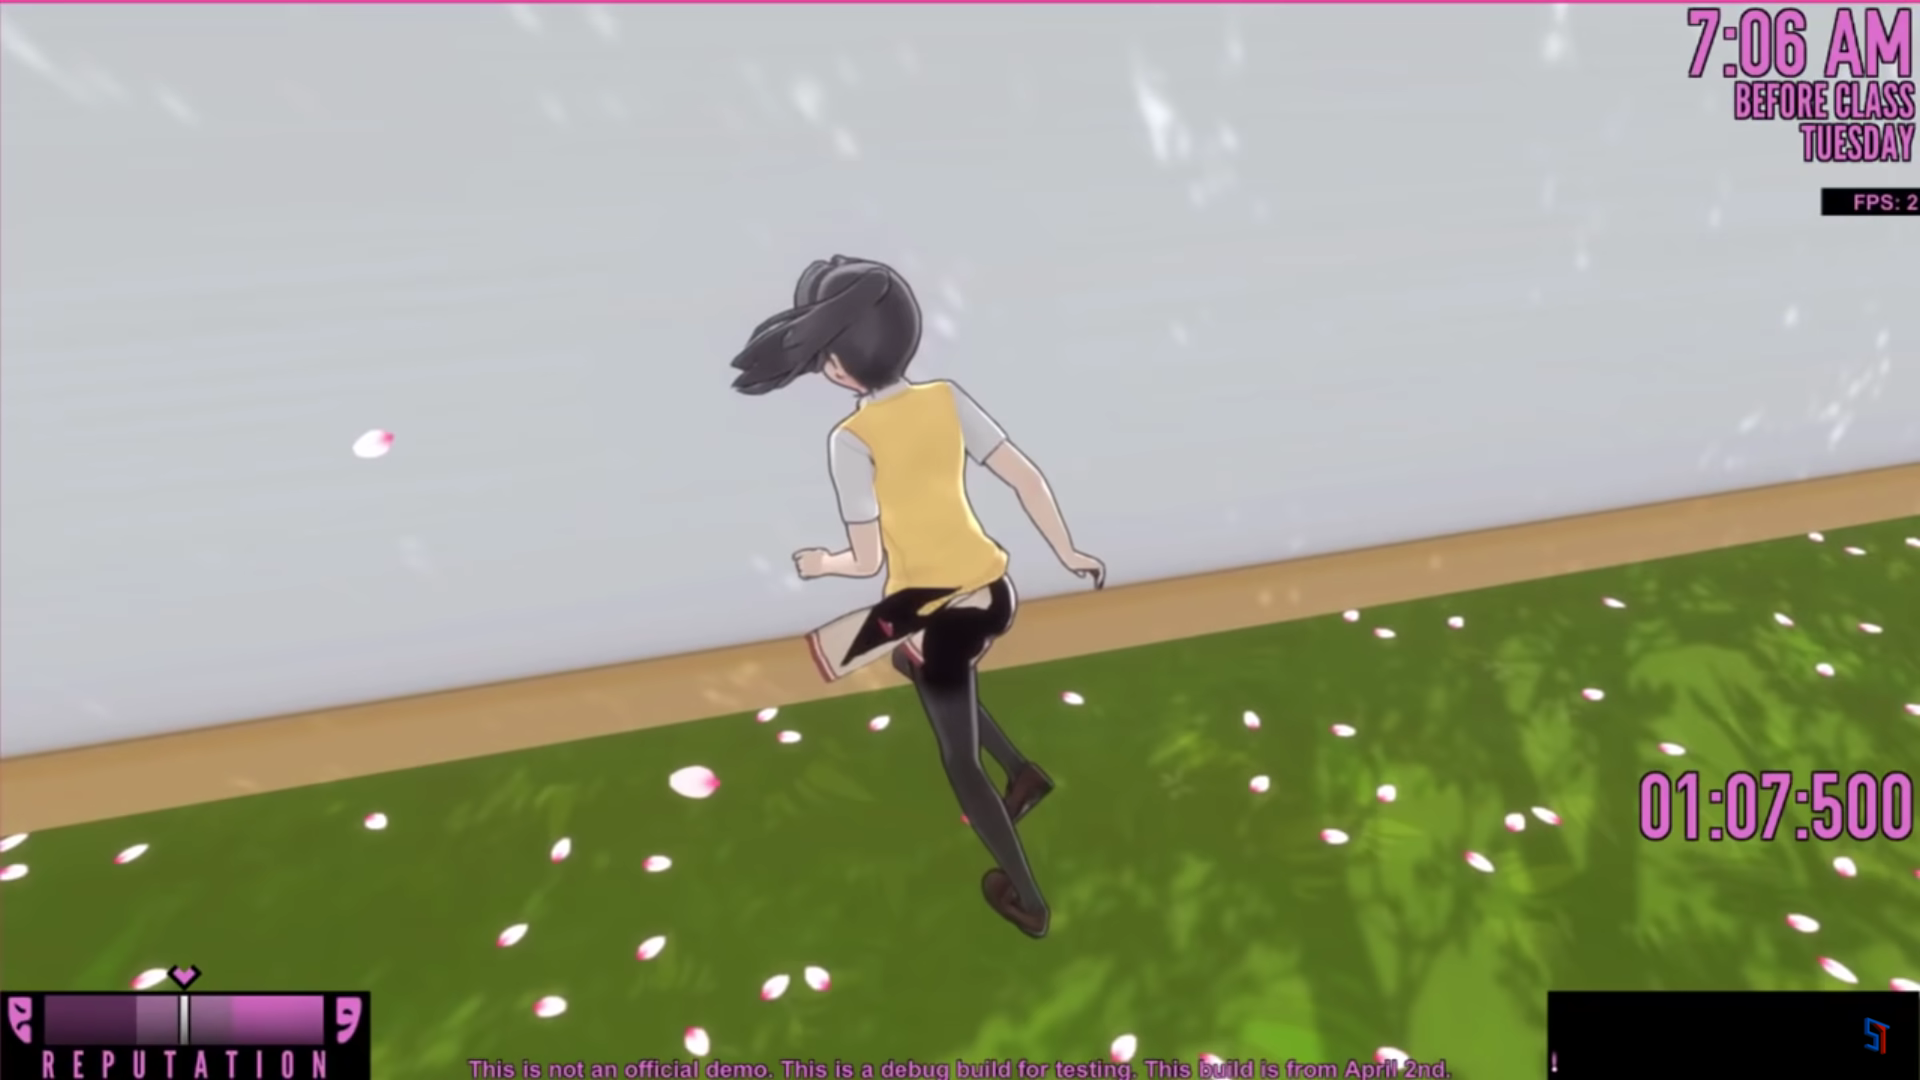 7:06 AM
BEFORE CLASS
TUESDAY
FPS: 2
01:07:500
REPUTATION
This is not an official demo. This is a debug build for testing. This build is from April 2nd.
!
ST